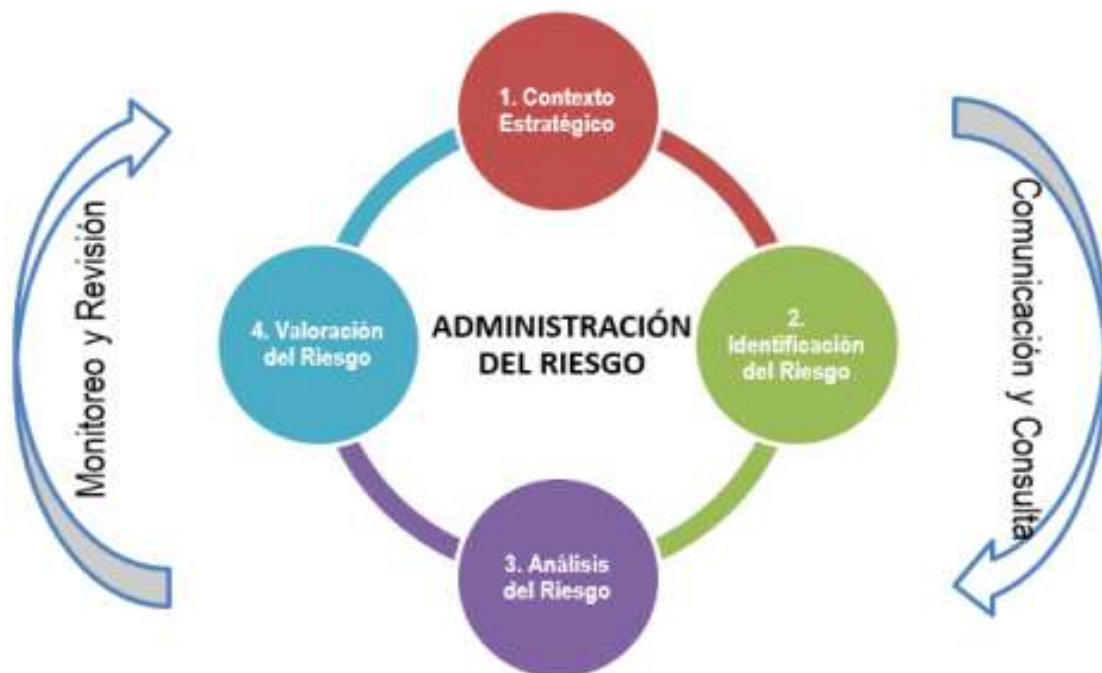 1. Contexto
Estratégico
2.
Identificación
del Riesgo
3. Análisis
del Riesgo
4. Valoración
del Riesgo
ADMINISTRACIÓN
DEL RIESGO
Monitoreo y Revisión
Comunicación y Consulta